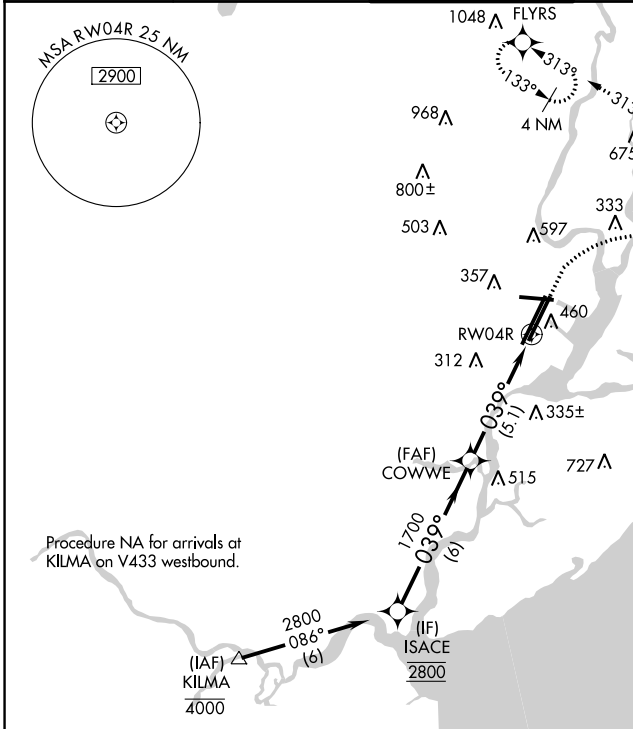 MSA RW04R 25 NM
2900
1048
FLYRS
313°
133°
4 NM
313
968
675
800±
503
597
333
357
460
RW04R
312
039°
(5.1)
335±
(FAF)
COWWE
515
727
1700
039°
(6)
Procedure NA for arrivals at
KILMA on V433 westbound.
2800
086°
(6)
(IF)
ISACE
2800
(IAF)
KILMA
4000